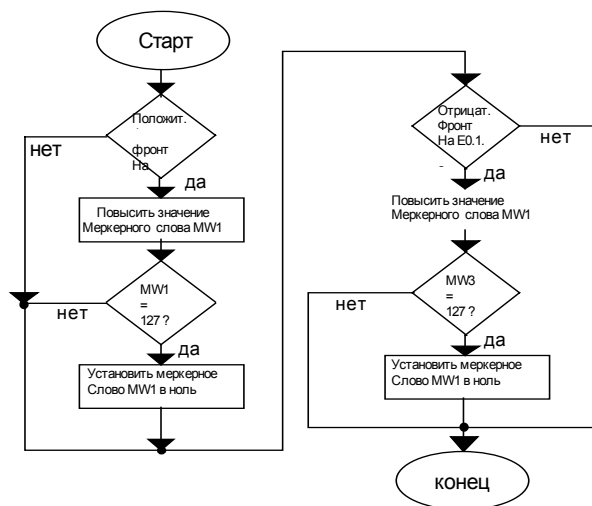 Старт
Положит.
фронт
На
нет
да
Повысить значение
Меркерного слова MW1
MW1
=
127 ?
нет
да
Установить меркерное
Слово MW1 в ноль
Отрицат.
Фронт
На E0.1.
нет
да
Повысить значение
Меркерного слова MW1
MW3
=
127 ?
нет
да
Установить меркерное
Слово MW1 в ноль
конец